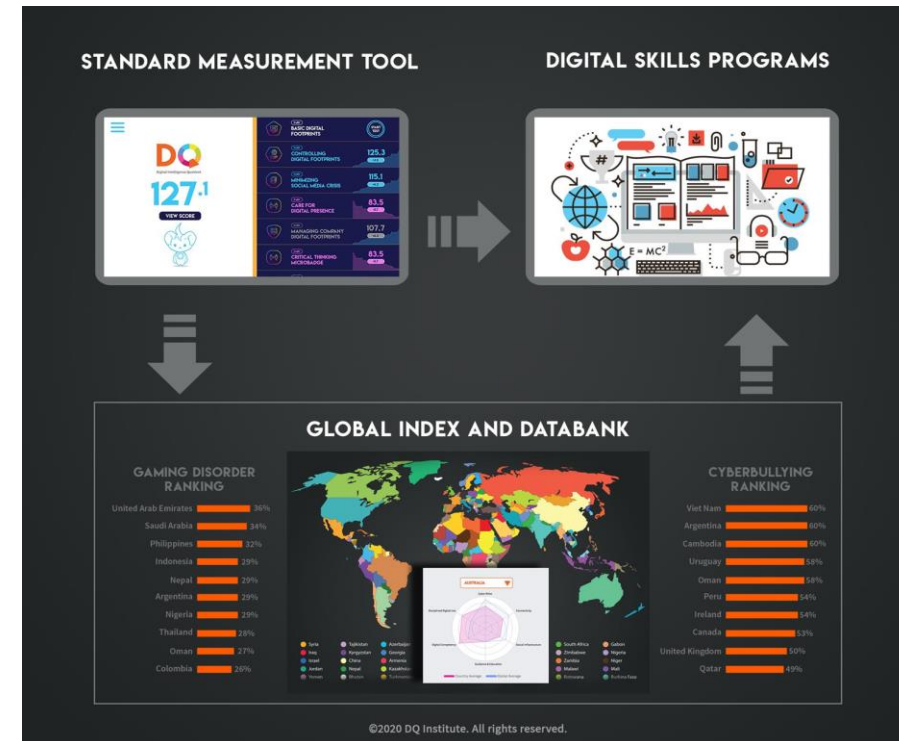 STANDARD MEASUREMENT TOOL
DIGITAL SKILLS PROGRAMS
DQ
Digital Intelligence Quotient
127.1
VIEW SCORE
BASIC DIGITAL
FOOTPRINTS
CONTROLLING
DIGITAL FOOTPRINTS
125.3
MINIMIZING
SOCIAL MEDIA CRISIS
115.1
CARE FOR
DIGITAL PRESENCE
83.5
MANAGING COMPANY
DIGITAL FOOTPRINTS
107.7
CRITICAL THINKING
MICROBADGE
83.5
#
E = MC²
GLOBAL INDEX AND DATABANK
GAMING DISORDER
RANKING
United Arab Emirates 36%
Saudi Arabia 34%
Philippines 32%
Indonesia 29%
Nepal 29%
Argentina 29%
Nigeria 29%
Thailand 28%
Oman 27%
Colombia 26%
AUSTRALIA
Country Average
Syria
Tajikistan
Azerbaijan
Iraq
Kyrgyzstan
Georgia
Israel
China
Armenia
Jordan
Nepal
Yemen
Bhutan
South Africa
Gabon
Zimbabwe
Nigeria
Zambia
Niger
Malawi
Mali
Botswana
Burkina Faso
CYBERBULLYING
RANKING
Viet Nam 60%
Argentina 60%
Cambodia 60%
Uruguay 58%
Oman 58%
Peru 54%
Ireland 54%
Canada 53%
United Kingdom 50%
Qatar 49%
©2020 DQ Institute. All rights reserved.